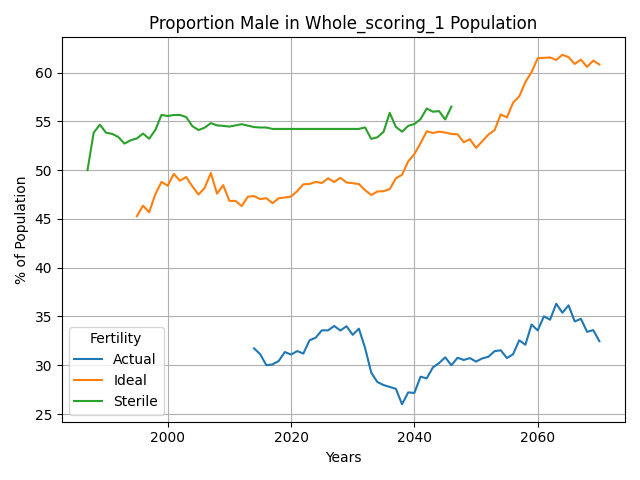 Proportion Male in Whole_scoring_1 Population
% of Population
60
55
50
45
40
35
30
25
Fertility
Actual
Ideal
Sterile
2000 2020 2040 2060
Years